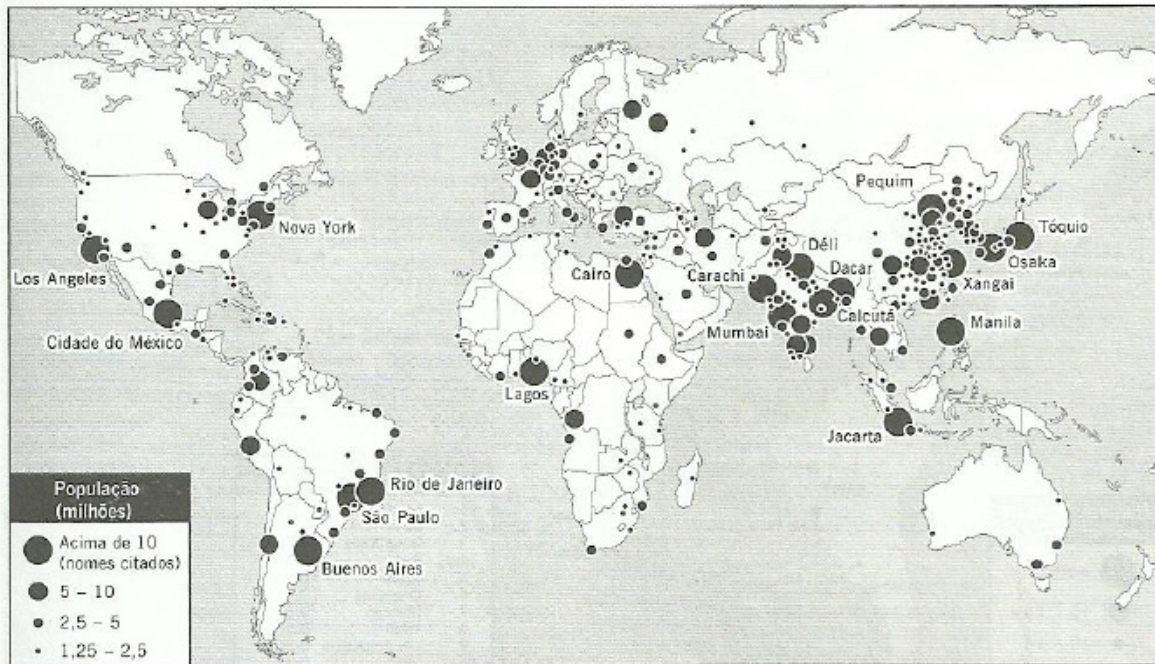 Pequim
Tóquio
Nova York
Déli
Osaka
Los Angeles
Cairo
Carachi
Dacar
Xangai
Cidade do México
Mumbai
Calcutá
Manila
Lagos
Jacarta
Rio de Janeiro
São Paulo
Buenos Aires
População
(milhões)
Acima de 10
(nomes citados)
5 – 10
2,5 – 5
1,25 – 2,5